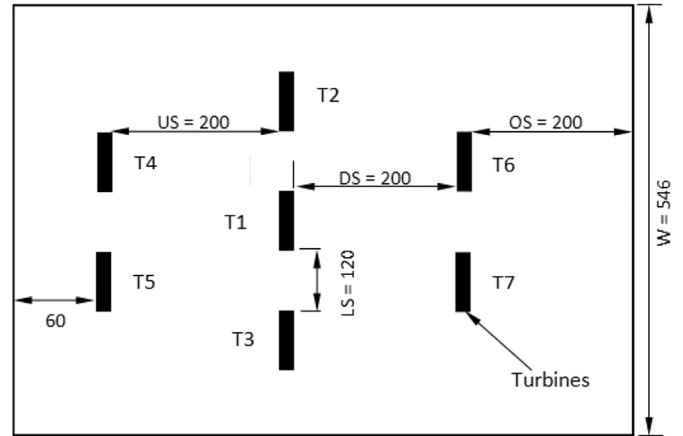 T2
US = 200
OS = 200
T4
T6
DS = 200
T1
W = 546
LS = 120
T5
T7
60
T3
Turbines